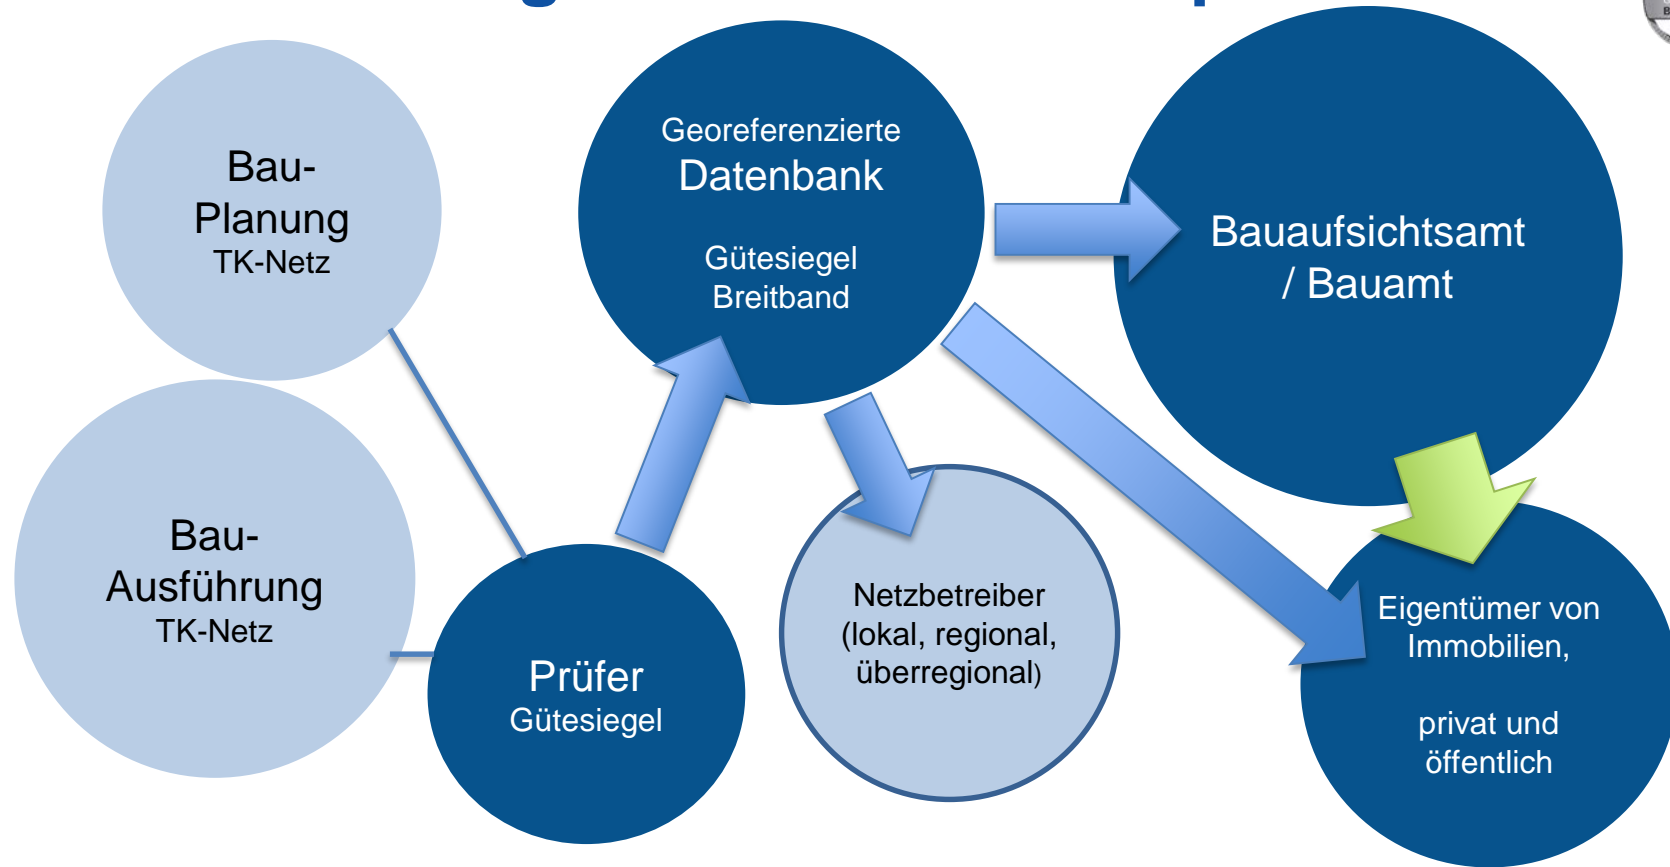 Bau-
Planung
TK-Netz
Bau-
Ausführung
TK-Netz
Prüfer
Gütesiegel
Georeferenzierte
Datenbank
Gütesiegel
Breitband
Netzbetreiber
(lokal, regional,
überregional)
Bauaufsichtsamt
/ Bauamt
Eigentümer von
Immobilien,
privat und
öffentlich